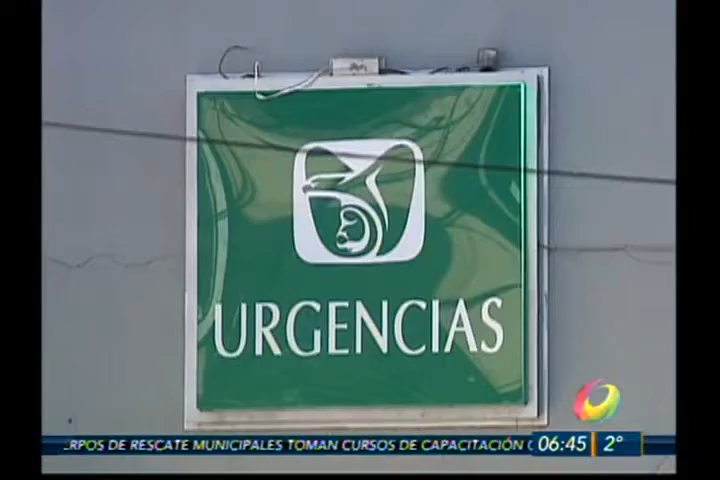 URGENCIAS
RPOS DE RESCATE MUNICIPALES TOMAN CURSOS DE CAPACITACIÓN
06:45 2°